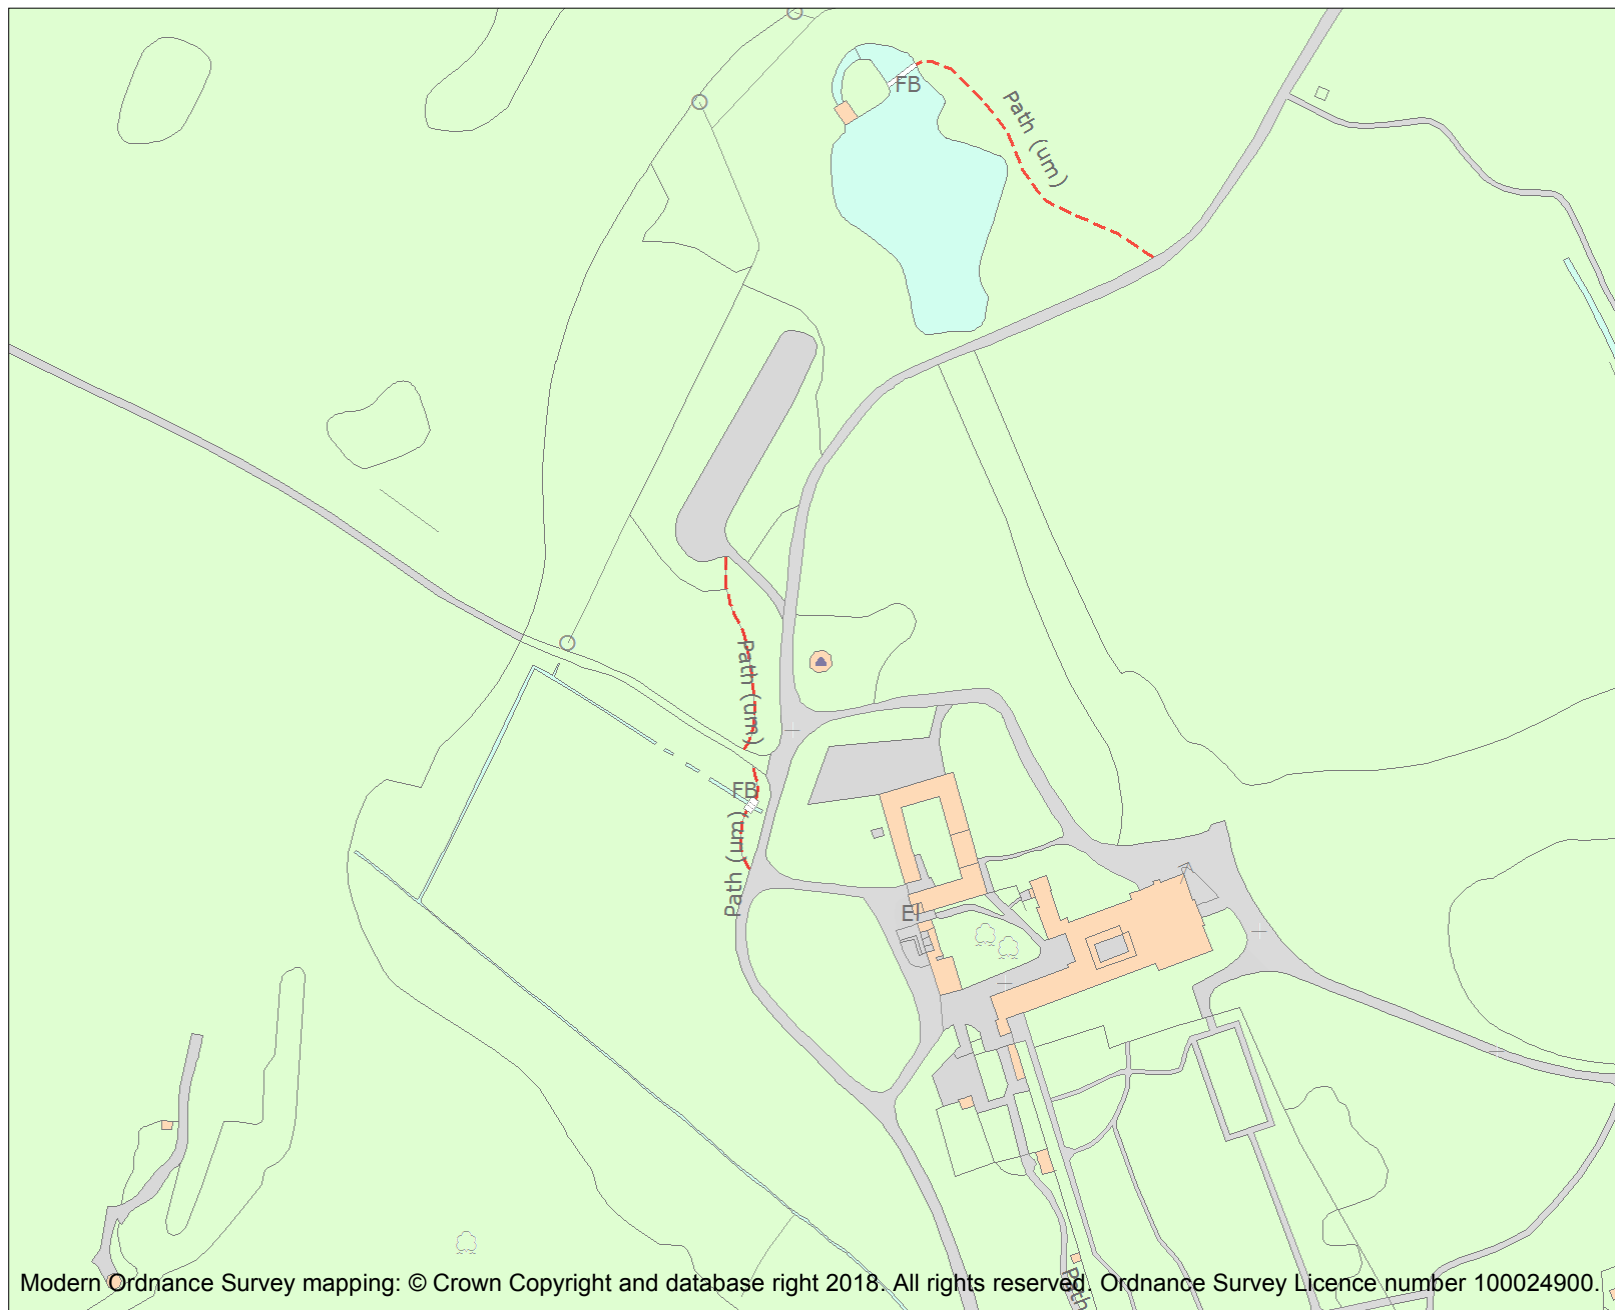 FB
Path (um)
Path (um)
FB
Path (um)
El
Path
Modern Ordnance Survey mapping: © Crown Copyright and database right 2018. All rights reserved. Ordnance Survey Licence number 100024900.